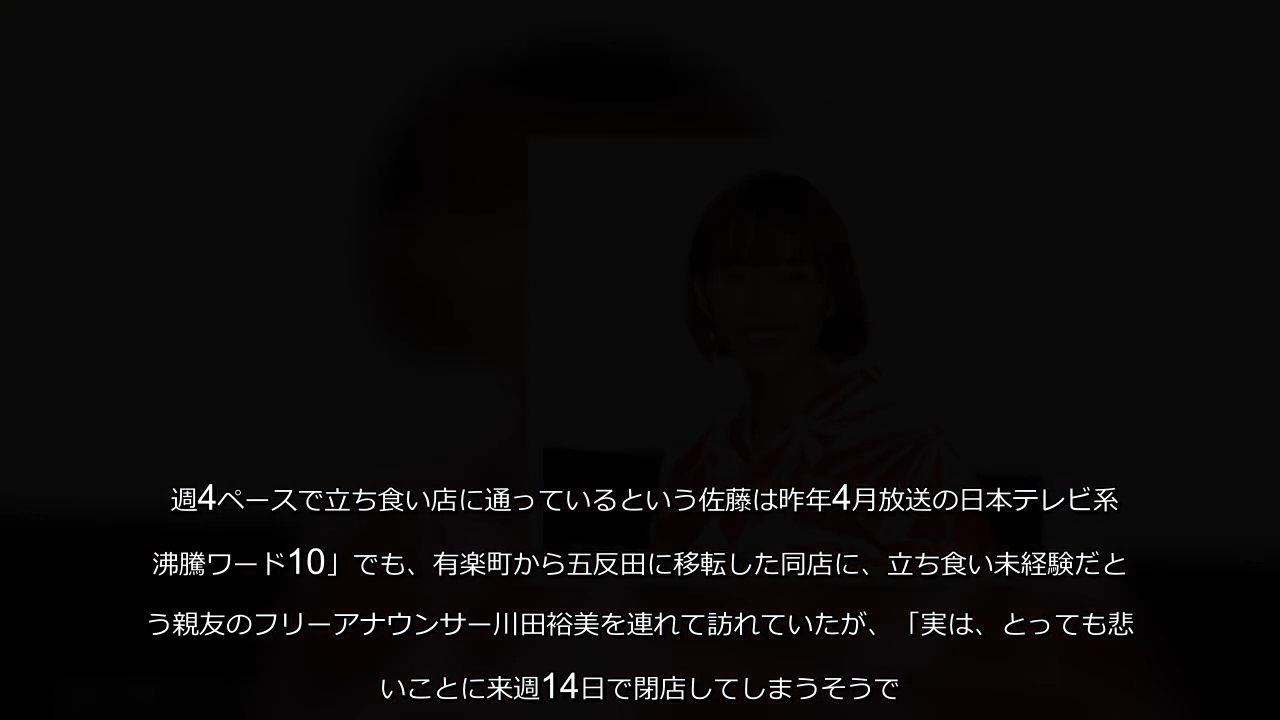 週4ペースで立ち食い店に通っているという佐藤は昨年4月放送の日本テレビ系
沸騰ワード10」でも、有楽町から五反田に移転した同店に、立ち食い未経験だと
う親友のフリーアナウンサー川田裕美を連れて訪れていたが、「実は、とっても悲
いことに来週14日で閉店してしまうそうで